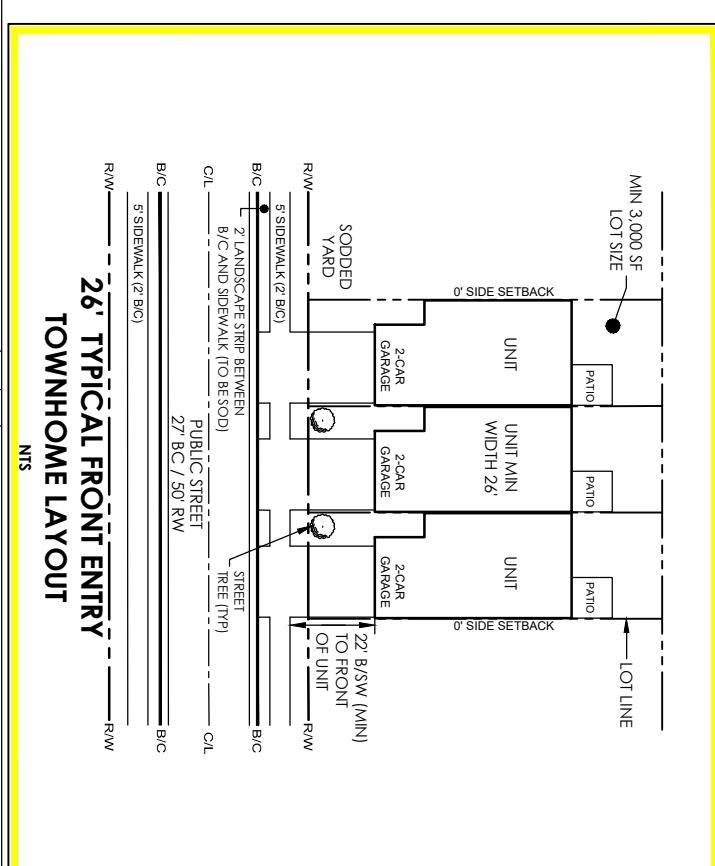 MIN 3,000 SF
LOT SIZE
PATIO
PATIO
PATIO
LOT LINE
0' SIDE SETBACK
UNIT
UNIT MIN
WIDTH 26'
UNIT
0' SIDE SETBACK
2-CAR
GARAGE
2-CAR
GARAGE
2-CAR
GARAGE
SODDED
YARD
22' B/SW (MIN)
TO FRONT
OF UNIT
R/W
R/W
5' SIDEWALK (2' B/C)
B/C
B/C
2' LANDSCAPE STRIP BETWEEN
B/C AND SIDEWALK (TO BE SOD)
STREET
TREE (TYP)
C/L
C/L
PUBLIC STREET
27' BC / 50' RW
B/C
B/C
5' SIDEWALK (2' B/C)
R/W
R/W
26' TYPICAL FRONT ENTRY
TOWNHOME LAYOUT
NTS